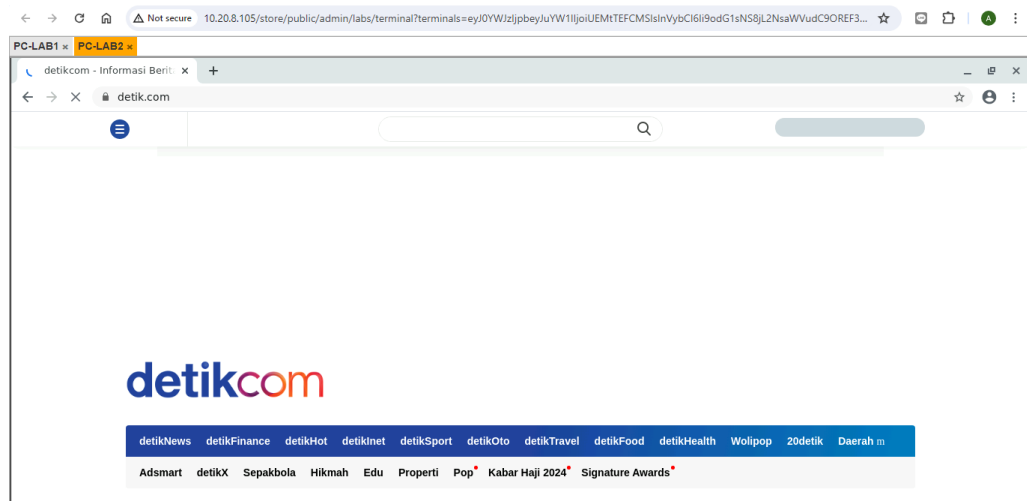 Not secure 10.20.8.105/store/public/admin/labs/terminal?terminals=eyJ0YWJzIjpbeyJuYW1lIjoiUEMtTEFCMSIsInVybCI6Ii9odG1sNS8jL2NsaWVudC9OREF3...
A
PC-LAB1 × PC-LAB2 ×
detikcom - Informasi Berit
detik.com
detikcom
detikNews detikFinance detikHot detikInet detikSport detikOto detikTravel detikFood detikHealth Wolipop 20detik Daerah m
Adsmart detikX Sepakbola Hikmah Edu Properti Pop Kabar Haji 2024 Signature Awards